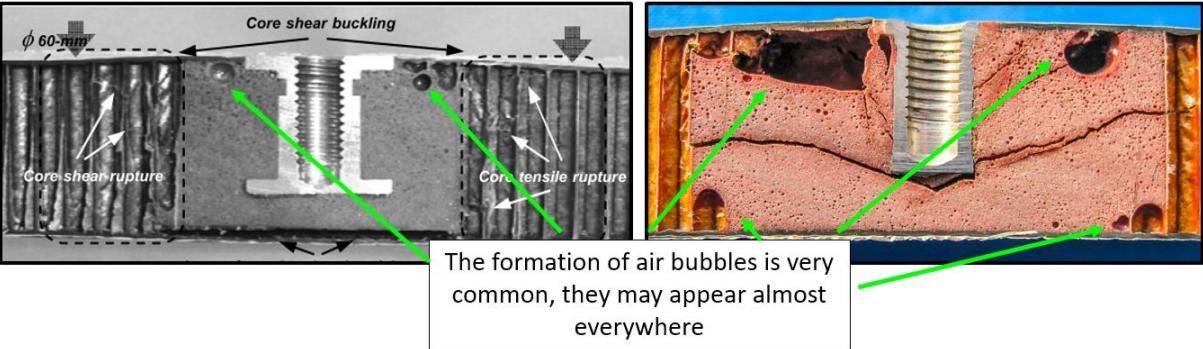 Core shear buckling
ϕ 60-mm
Core shear rupture
Core tensile rupture
The formation of air bubbles is very
common, they may appear almost
everywhere